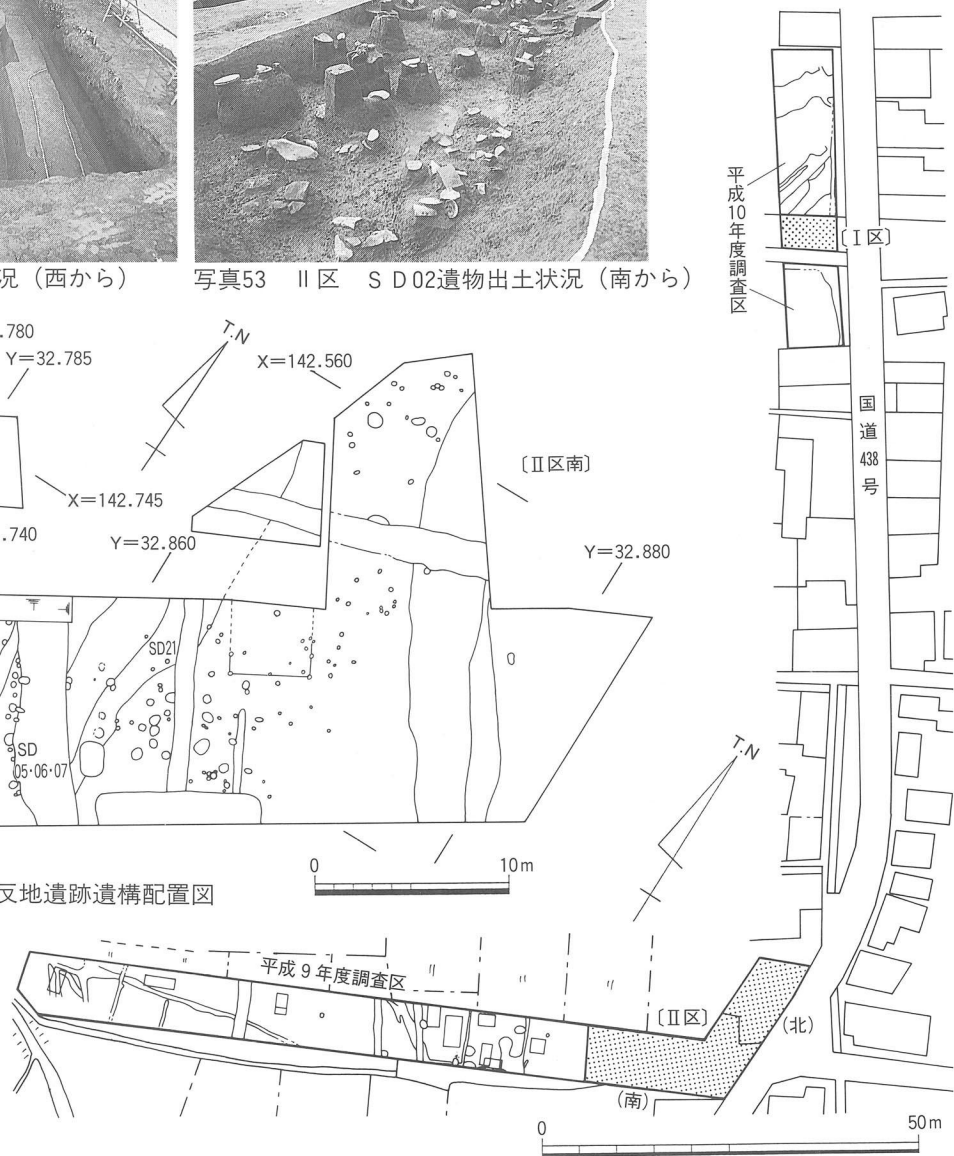 況（西から）
写真53　Ⅱ区　ＳＤ02遺物出土状況（南から）
.780
Y=32.785
T.N
X=142.560
X=142.745
.740
Y=32.860
〔Ⅱ区南〕
Y=32.880
SD21
SD
05･06･07
0
10m
反地遺跡遺構配置図
平成10年度調査区
〔Ⅰ区〕
国道438号
T.N
平成９年度調査区
〔Ⅱ区〕
(北)
(南)
0
50m